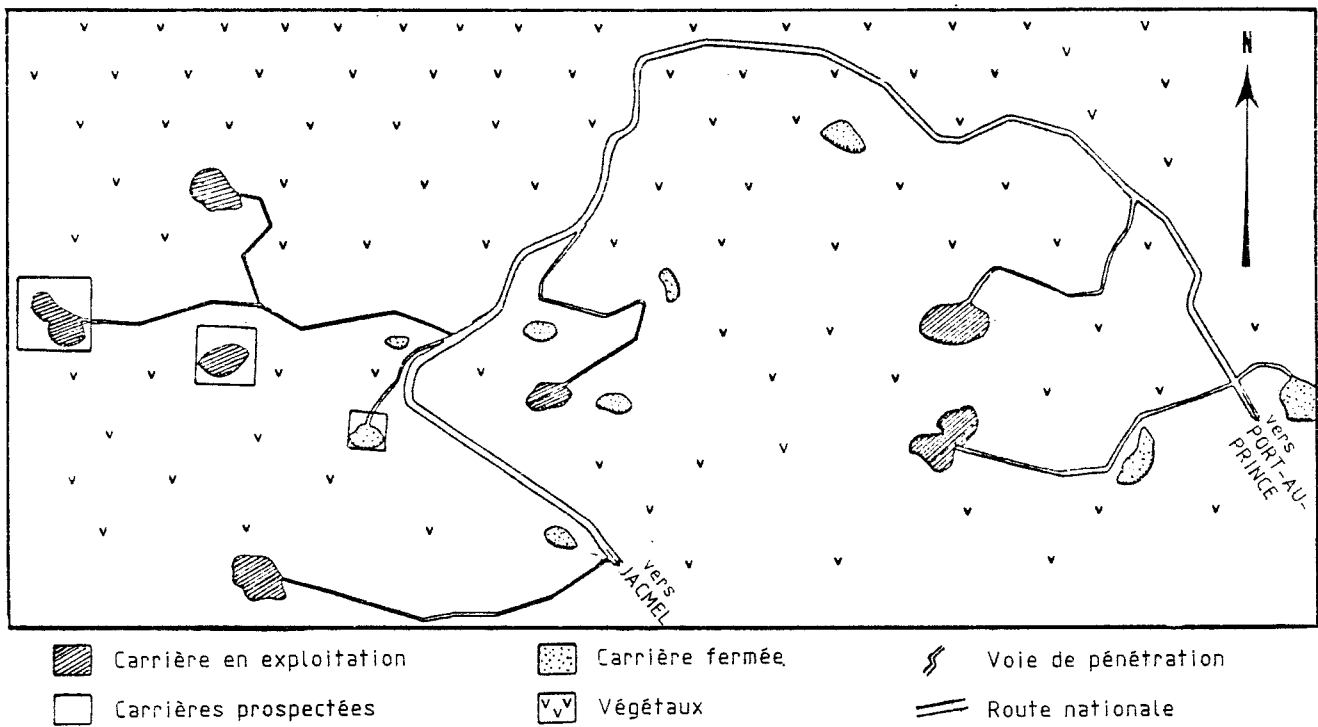 N
vers
PORT-AU-
PRINCE
vers
JACMEL
Carrière en exploitation
Carrière fermée
Voie de pénétration
Carrières prospectées
Végétaux
Route nationale